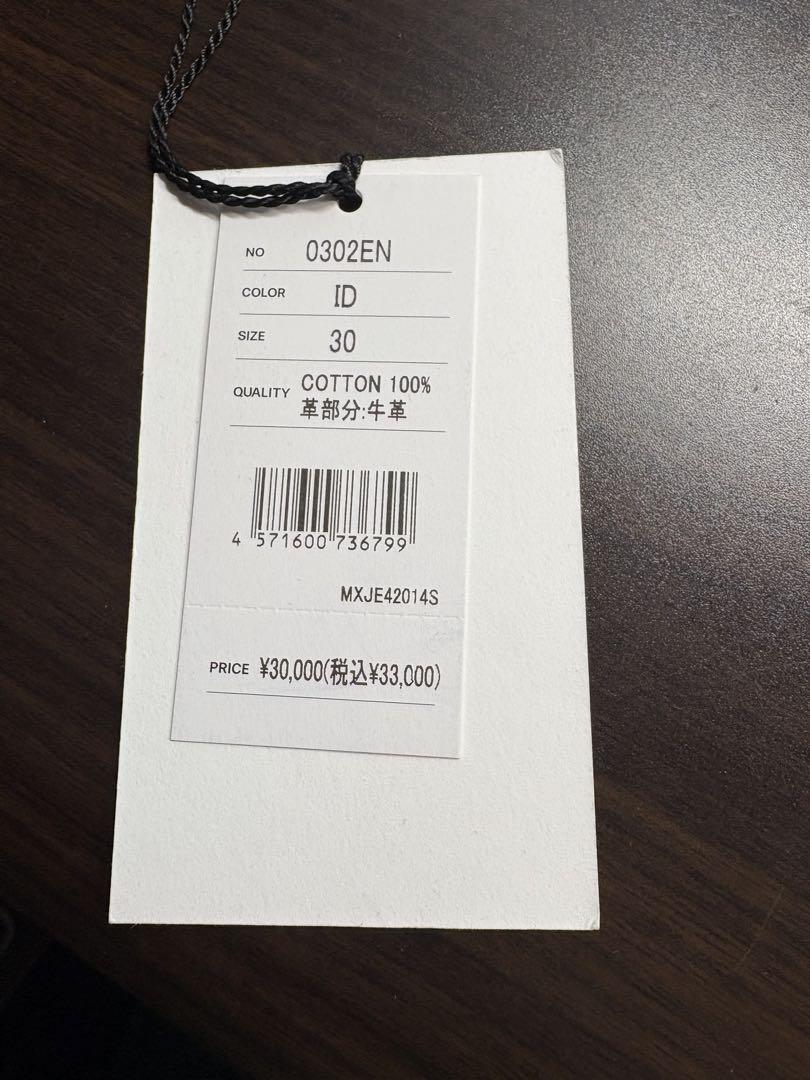 NO 0302EN
COLOR ID
SIZE 30
QUALITY COTTON 100%
革部分:牛革
4 571600 736799
MXJE42014S
PRICE ¥30,000(税込¥33,000)